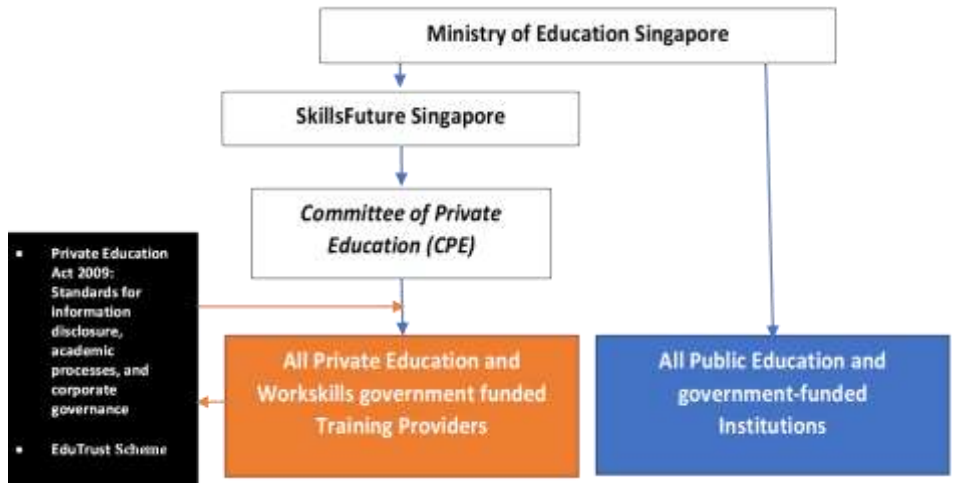 Ministry of Education Singapore
SkillsFuture Singapore
Committee of Private
Education (CPE)
▪ Private Education
Act 2009:
Standards for
information
disclosure,
academic
processes, and
corporate
governance
▪ EduTrust Scheme
All Private Education and
Workskills government funded
Training Providers
All Public Education and
government-funded
Institutions